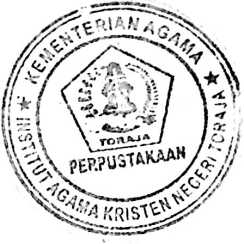 KEMENTERIAN AGAMA
TORAJA
PERPUSTAKAAN
INSTITUT AGAMA KRISTEN NEGERI TORAJA